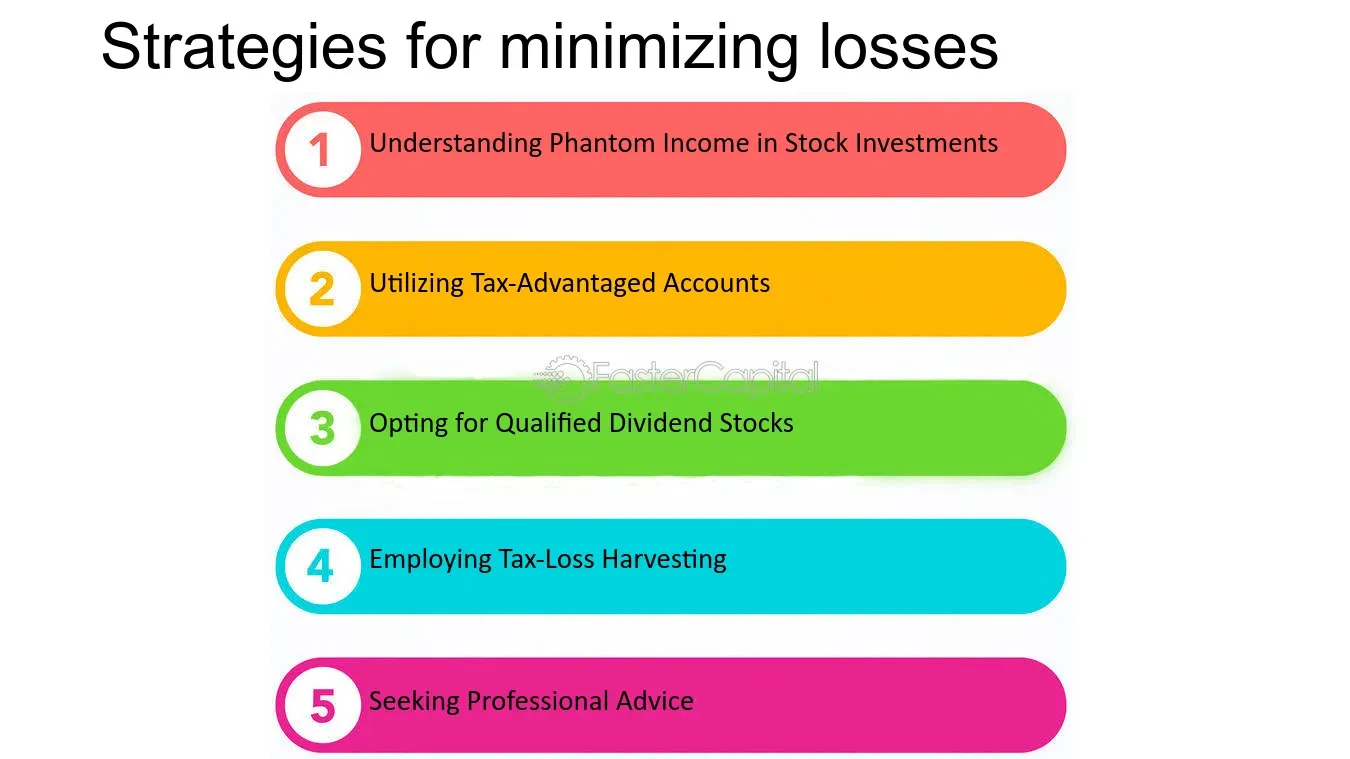 Strategies for minimizing losses
1 Understanding Phantom Income in Stock Investments
2 Utilizing Tax-Advantaged Accounts
FasterCapital
3 Opting for Qualified Dividend Stocks
4 Employing Tax-Loss Harvesting
5 Seeking Professional Advice